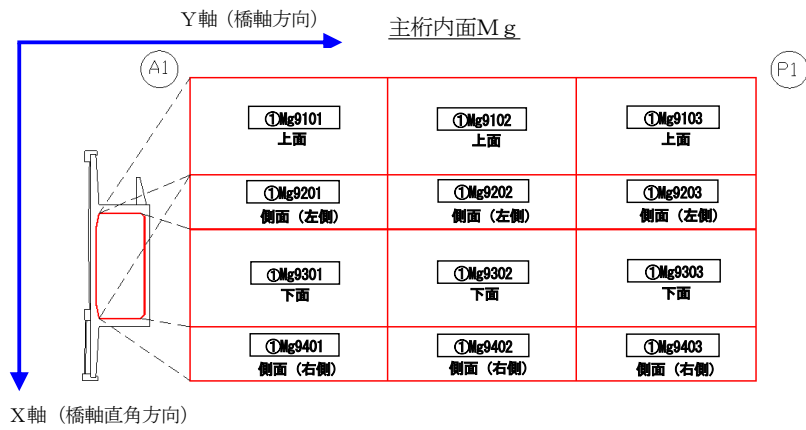 Y軸（橋軸方向）
主桁内面Mg
A1
P1
①Mg9101
上面
①Mg9102
上面
①Mg9103
上面
①Mg9201
側面（左側）
①Mg9202
側面（左側）
①Mg9203
側面（左側）
①Mg9301
下面
①Mg9302
下面
①Mg9303
下面
①Mg9401
側面（右側）
①Mg9402
側面（右側）
①Mg9403
側面（右側）
X軸（橋軸直角方向）